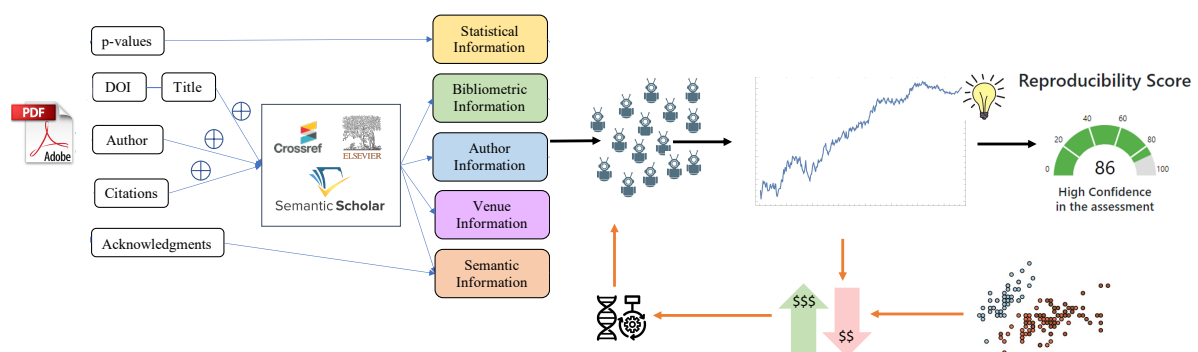 PDF
Adobe
p-values
DOI
Title
Author
Citations
Acknowledgments
Crossref
ELSEVIER
Semantic Scholar
Statistical
Information
Bibliometric
Information
Author
Information
Venue
Information
Semantic
Information
$$$
$$
Reproducibility Score
0
20
40
60
80
100
86
High Confidence
in the assessment